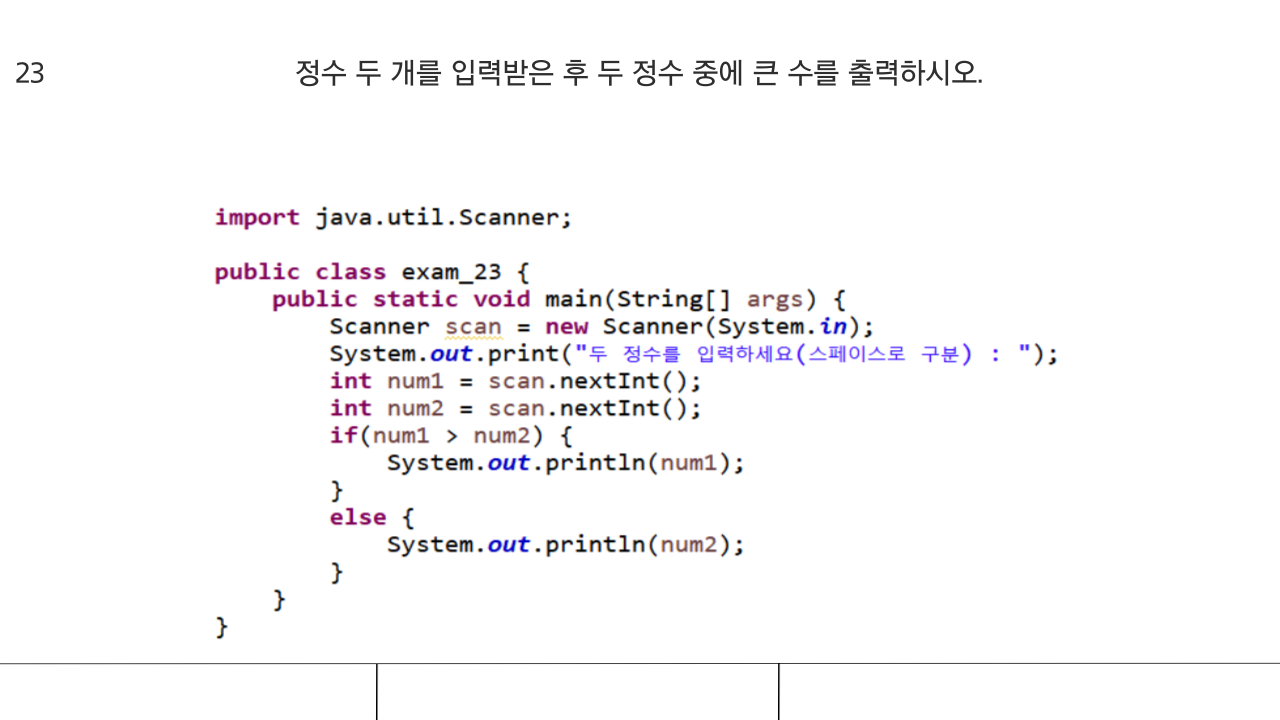 23
정수 두 개를 입력받은 후 두 정수 중에 큰 수를 출력하시오.
import java.util.Scanner;
public class exam_23 {
    public static void main(String[] args) {
        Scanner scan = new Scanner(System.in);
        System.out.print("두 정수를 입력하세요(스페이스로 구분) : ");
        int num1 = scan.nextInt();
        int num2 = scan.nextInt();
        if(num1 > num2) {
            System.out.println(num1);
        }
        else {
            System.out.println(num2);
        }
    }
}